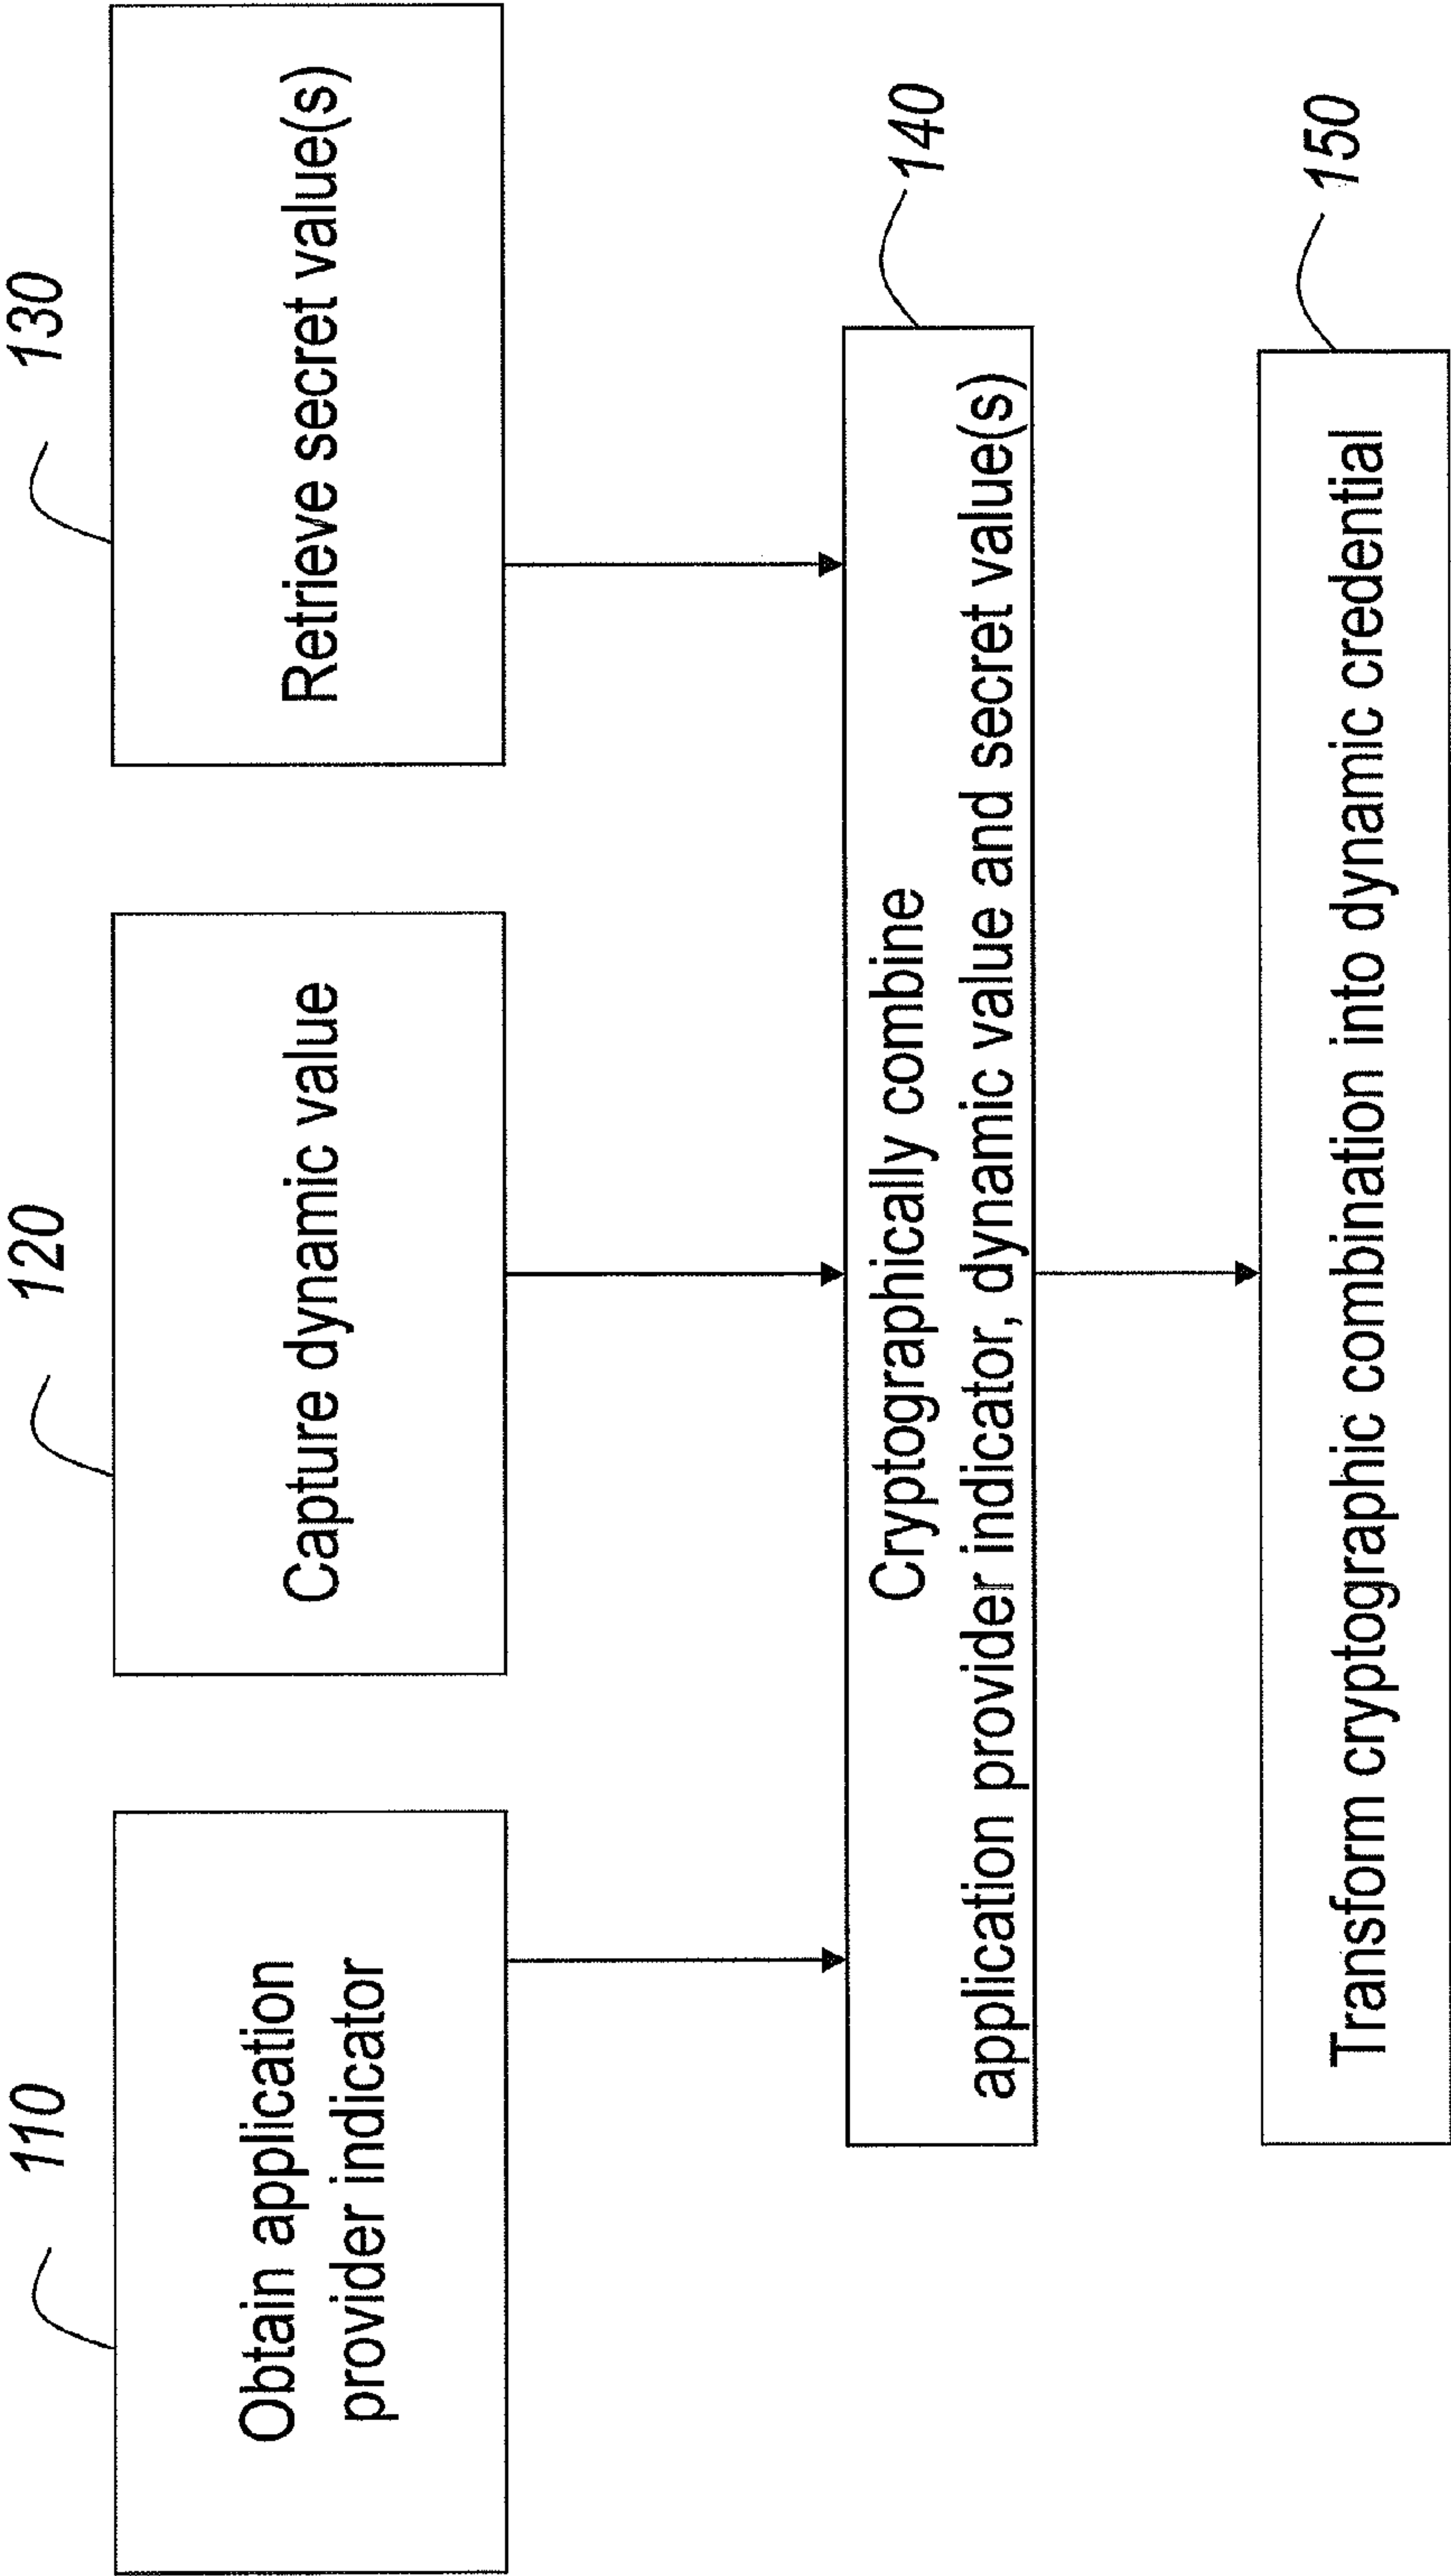 110
Obtain application
provider indicator
120
Capture dynamic value
130
Retrieve secret value(s)
140
Cryptographically combine
application provider indicator, dynamic value and secret value(s)
150
Transform cryptographic combination into dynamic credential